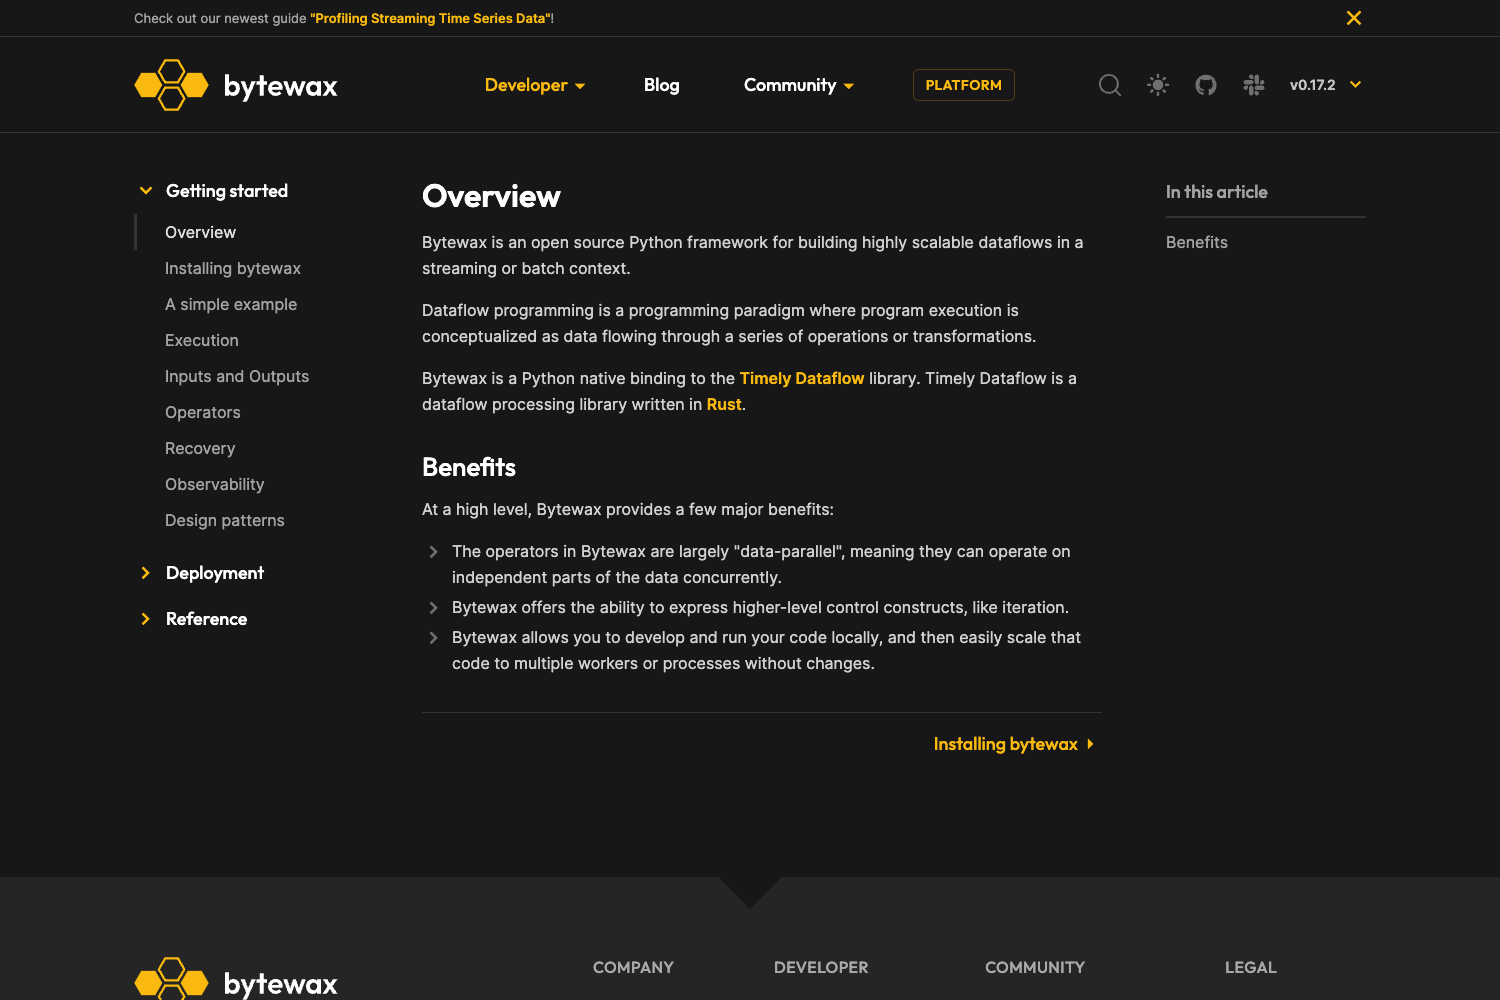 Check out our newest guide "Profiling Streaming Time Series Data"!
bytewax
Developer
Blog
Community
PLATFORM
v0.17.2
Getting started
Overview
Installing bytewax
A simple example
Execution
Inputs and Outputs
Operators
Recovery
Observability
Design patterns
Deployment
Reference
Overview
Bytewax is an open source Python framework for building highly scalable dataflows in a
streaming or batch context.
Dataflow programming is a programming paradigm where program execution is
conceptualized as data flowing through a series of operations or transformations.
Bytewax is a Python native binding to the Timely Dataflow library. Timely Dataflow is a
dataflow processing library written in Rust.
Benefits
At a high level, Bytewax provides a few major benefits:
The operators in Bytewax are largely "data-parallel", meaning they can operate on
independent parts of the data concurrently.
Bytewax offers the ability to express higher-level control constructs, like iteration.
Bytewax allows you to develop and run your code locally, and then easily scale that
code to multiple workers or processes without changes.
Installing bytewax
In this article
Benefits
bytewax
COMPANY
DEVELOPER
COMMUNITY
LEGAL